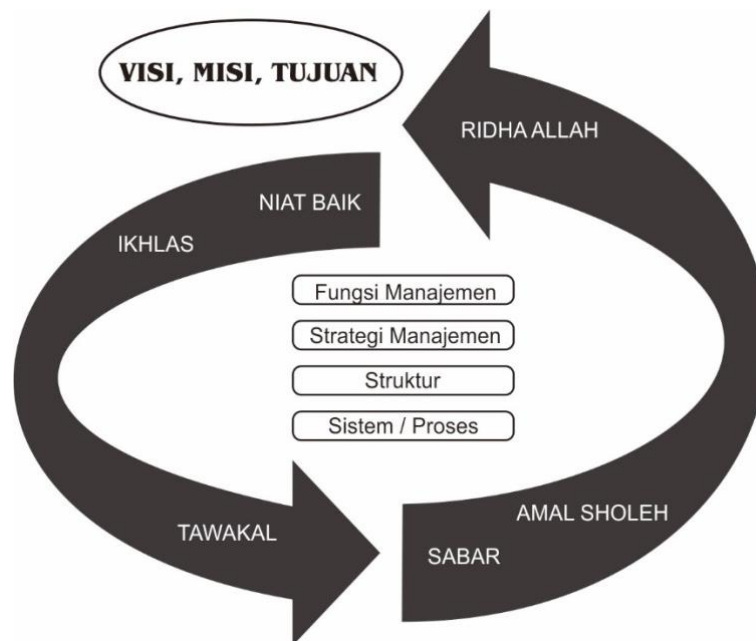 VISI, MISI, TUJUAN
RIDHA ALLAH
NIAT BAIK
IKHLAS
Fungsi Manajemen
Strategi Manajemen
Struktur
Sistem / Proses
TAWAKAL
AMAL SHOLEH
SABAR